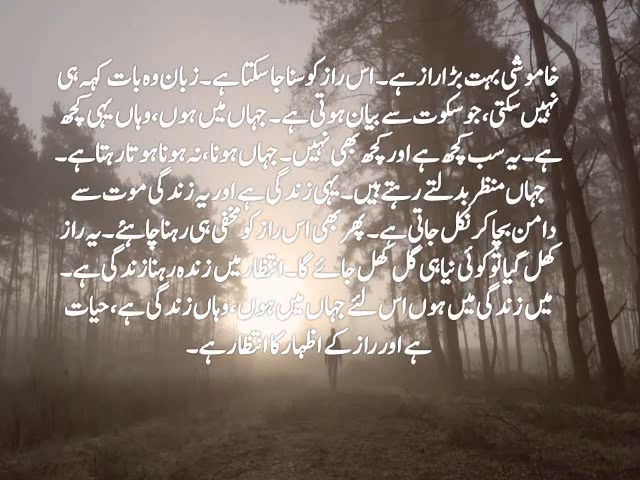 خاموشی بہت بڑا راز ہے۔ اس راز کو سنا جا سکتا ہے۔ زبان وہ بات کہہ ہی
نہیں سکتی، جو سکوت سے بیان ہوتی ہے۔ جہاں میں ہوں، وہاں یہی کچھ
ہے۔ یہ سب کچھ ہے اور کچھ بھی نہیں۔ جہاں ہونا، نہ ہونا ہوتا رہتا ہے۔
جہاں منظر بدلتے رہتے ہیں۔ یہی زندگی ہے اور یہ زندگی موت سے
دامن بچا کر نکل جاتی ہے۔ پھر بھی اس راز کو مخفی ہی رہنا چاہئے۔ یہ راز
کھل گیا تو کوئی نیا ہی گل کھل جائے گا۔ انتظار میں زندہ رہنا زندگی ہے۔
میں زندگی میں ہوں اس لئے جہاں میں ہوں، وہاں زندگی ہے، حیات
ہے اور راز کے اظہار کا انتظار ہے۔